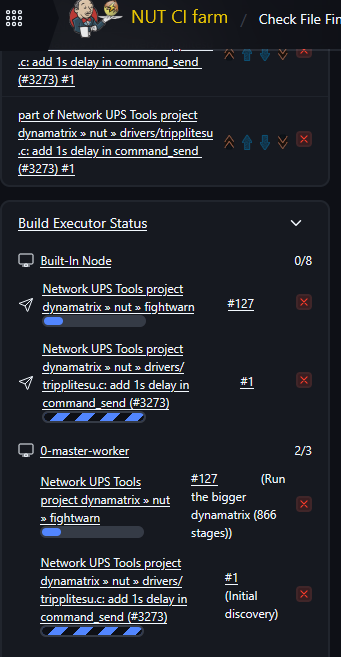 NUT CI farm / Check File Fin
.c: add 1s delay in command_send
(#3273) #1
part of Network UPS Tools project
dynamatrix » nut » drivers/tripplitesu
.c: add 1s delay in command_send
(#3273) #1
Build Executor Status
Built-In Node 0/8
Network UPS Tools project
dynamatrix » nut » fightwarn #127
Network UPS Tools project
dynamatrix » nut » drivers/
tripplitesu.c: add 1s delay in #1
command_send (#3273)
0-master-worker 2/3
Network UPS Tools
project dynamatrix » nut
» fightwarn
#127 (Run
the bigger
dynamatrix (866
stages))
Network UPS Tools project
dynamatrix » nut » drivers/
tripplitesu.c: add 1s delay in
command_send (#3273)
#1
(Initial
discovery)